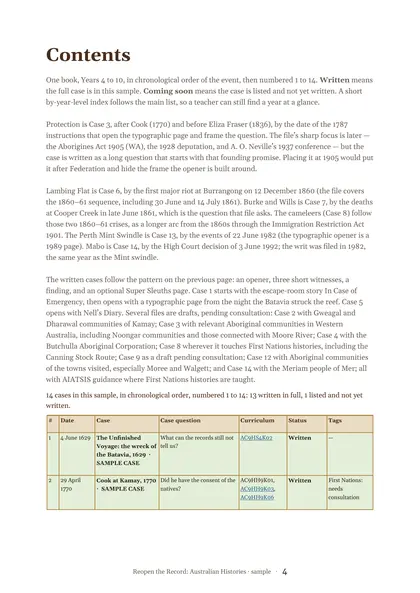 Contents
One book, Years 4 to 10, in chronological order of the event, then numbered 1 to 14. Written means
the full case is in this sample. Coming soon means the case is listed and not yet written. A short
by-year-level index follows the main list, so a teacher can still find a year at a glance.
Protection is Case 3, after Cook (1770) and before Eliza Fraser (1836), by the date of the 1787
instructions that open the typographic page and frame the question. The file's sharp focus is later —
the Aborigines Act 1905 (WA), the 1928 deputation, and A. O. Neville's 1937 conference — but the
case is written as a long question that starts with that founding promise. Placing it at 1905 would put
it after Federation and hide the frame the opener is built around.
Lambing Flat is Case 6, by the first major riot at Burrangong on 12 December 1860 (the file covers
the 1860–61 sequence, including 30 June and 14 July 1861). Burke and Wills is Case 7, by the deaths
at Cooper Creek in late June 1861, which is the question that file asks. The cameleers (Case 8) follow
those two 1860–61 crises, as a longer arc from the 1860s through the Immigration Restriction Act
1901. The Perth Mint Swindle is Case 13, by the events of 22 June 1982 (the typographic opener is a
1989 page). Mabo is Case 14, by the High Court decision of 3 June 1992; the writ was filed in 1982,
the same year as the Mint swindle.
The written cases follow the pattern on the previous page: an opener, three short witnesses, a
finding, and an optional Super Sleuths page. Case 1 starts with the escape-room story In Case of
Emergency, then opens with a typographic page from the night the Batavia struck the reef. Case 5
opens with Nell's Diary. Several files are drafts, pending consultation: Case 2 with Gweagal and
Dharawal communities of Kamay; Case 3 with relevant Aboriginal communities in Western
Australia, including Noongar communities and those connected with Moore River; Case 4 with the
Butchulla Aboriginal Corporation; Case 8 wherever it touches First Nations histories, including the
Canning Stock Route; Case 9 as a draft pending consultation; Case 12 with Aboriginal communities
of the towns visited, especially Moree and Walgett; and Case 14 with the Meriam people of Mer; all
with AIATSIS guidance where First Nations histories are taught.
14 cases in this sample, in chronological order, numbered 1 to 14: 13 written in full, 1 listed and not yet
written.
# Date Case Case question Curriculum Status Tags
1 4 June 1629 The Unfinished Voyage: the wreck of the Batavia, 1629 · SAMPLE CASE What can the records still not tell us? AC9HS4K02 Written —
2 29 April 1770 Cook at Kamay, 1770 · SAMPLE CASE Did he have the consent of the natives? AC9HH9K01, AC9HH9K03, AC9HH9K06 Written First Nations: needs consultation
Reopen the Record: Australian Histories · sample · 4